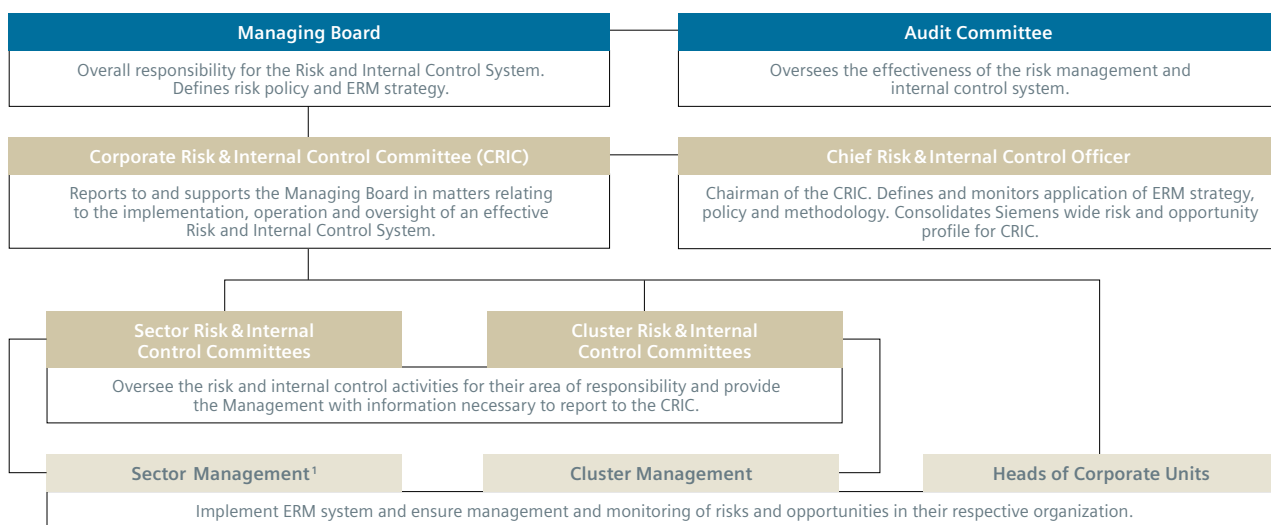 Managing Board
Audit Committee
Overall responsibility for the Risk and Internal Control System.
Defines risk policy and ERM strategy.
Oversees the effectiveness of the risk management and
internal control system.
Corporate Risk & Internal Control Committee (CRIC)
Chief Risk & Internal Control Officer
Reports to and supports the Managing Board in matters relating
to the implementation, operation and oversight of an effective
Risk and Internal Control System.
Chairman of the CRIC. Defines and monitors application of ERM strategy,
policy and methodology. Consolidates Siemens wide risk and opportunity
profile for CRIC.
Sector Risk & Internal
Control Committees
Cluster Risk & Internal
Control Committees
Oversee the risk and internal control activities for their area of responsibility and provide
the Management with information necessary to report to the CRIC.
Sector Management¹
Cluster Management
Heads of Corporate Units
Implement ERM system and ensure management and monitoring of risks and opportunities in their respective organization.